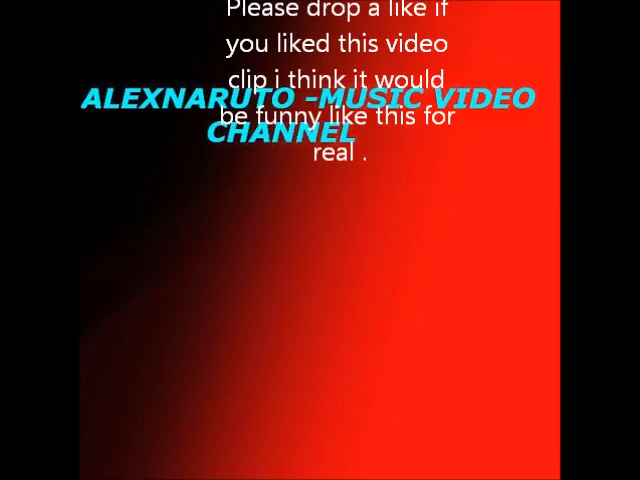 Please drop a like if
you liked this video
clip i think it would
be funny like this for
real .
ALEXNARUTO -MUSIC VIDEO
CHANNEL